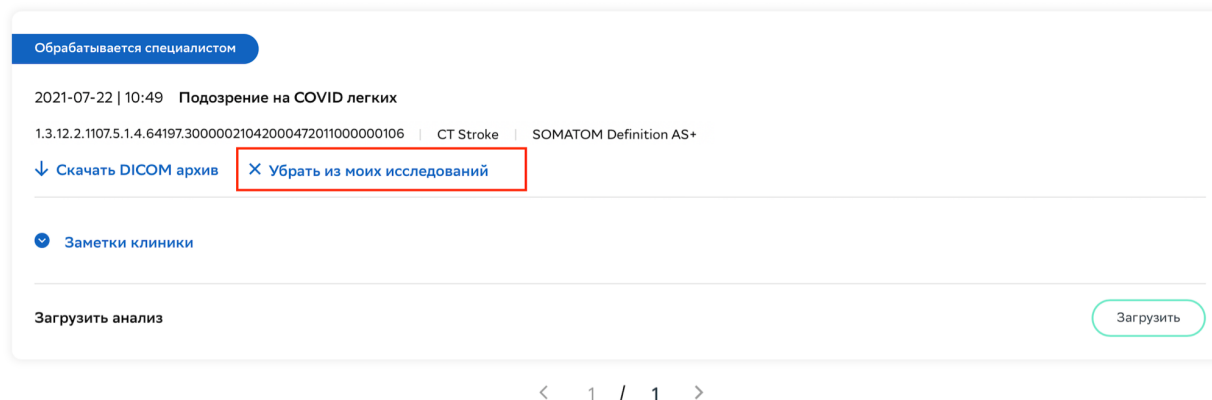 Обрабатывается специалистом
2021-07-22 | 10:49 Подозрение на COVID легких
1.3.12.2.1107.5.1.4.64197.30000021042000472011000000106 | CT Stroke | SOMATOM Definition AS+
Скачать DICOM архив × Убрать из моих исследований
Заметки клиники
Загрузить анализ Загрузить
< 1 / 1 >